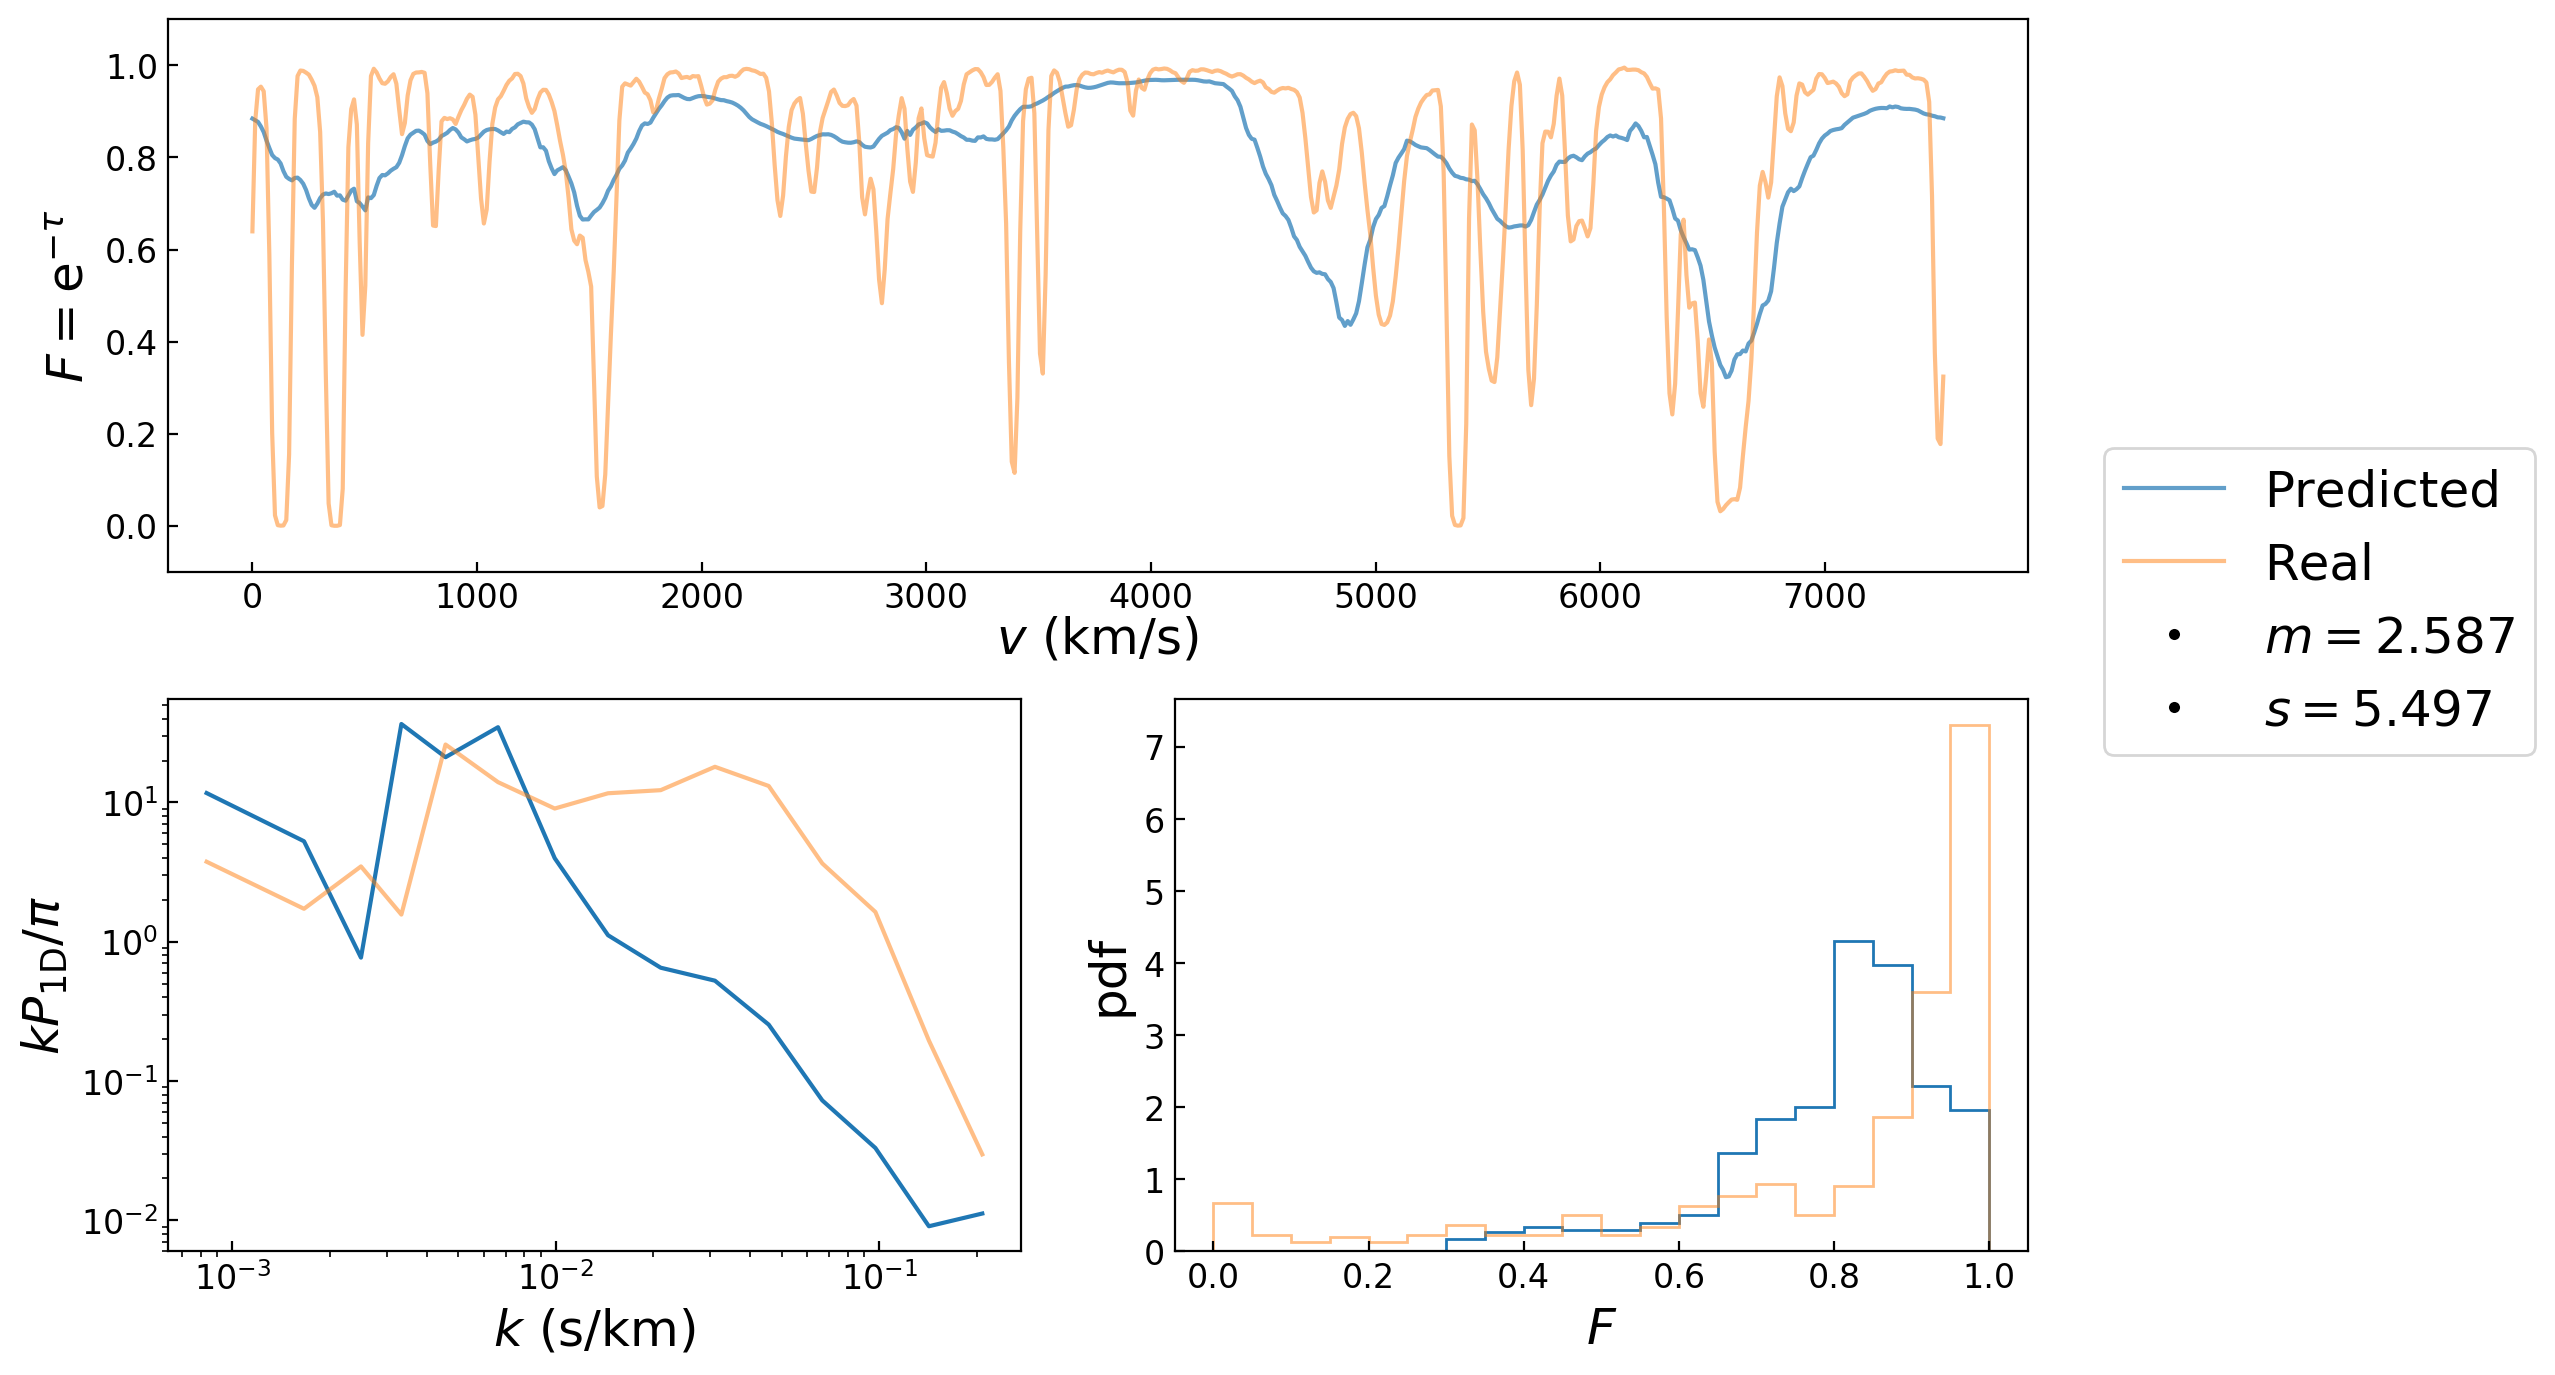 F = e^{−τ}
1.0
0.8
0.6
0.4
0.2
0.0
0 1000 2000 3000 4000 5000 6000 7000
v (km/s)
Predicted
Real
m = 2.587
s = 5.497
kP_{1D}/π
10^{1}
10^{0}
10^{−1}
10^{−2}
10^{−3} 10^{−2} 10^{−1}
k (s/km)
pdf
7
6
5
4
3
2
1
0
0.0 0.2 0.4 0.6 0.8 1.0
F